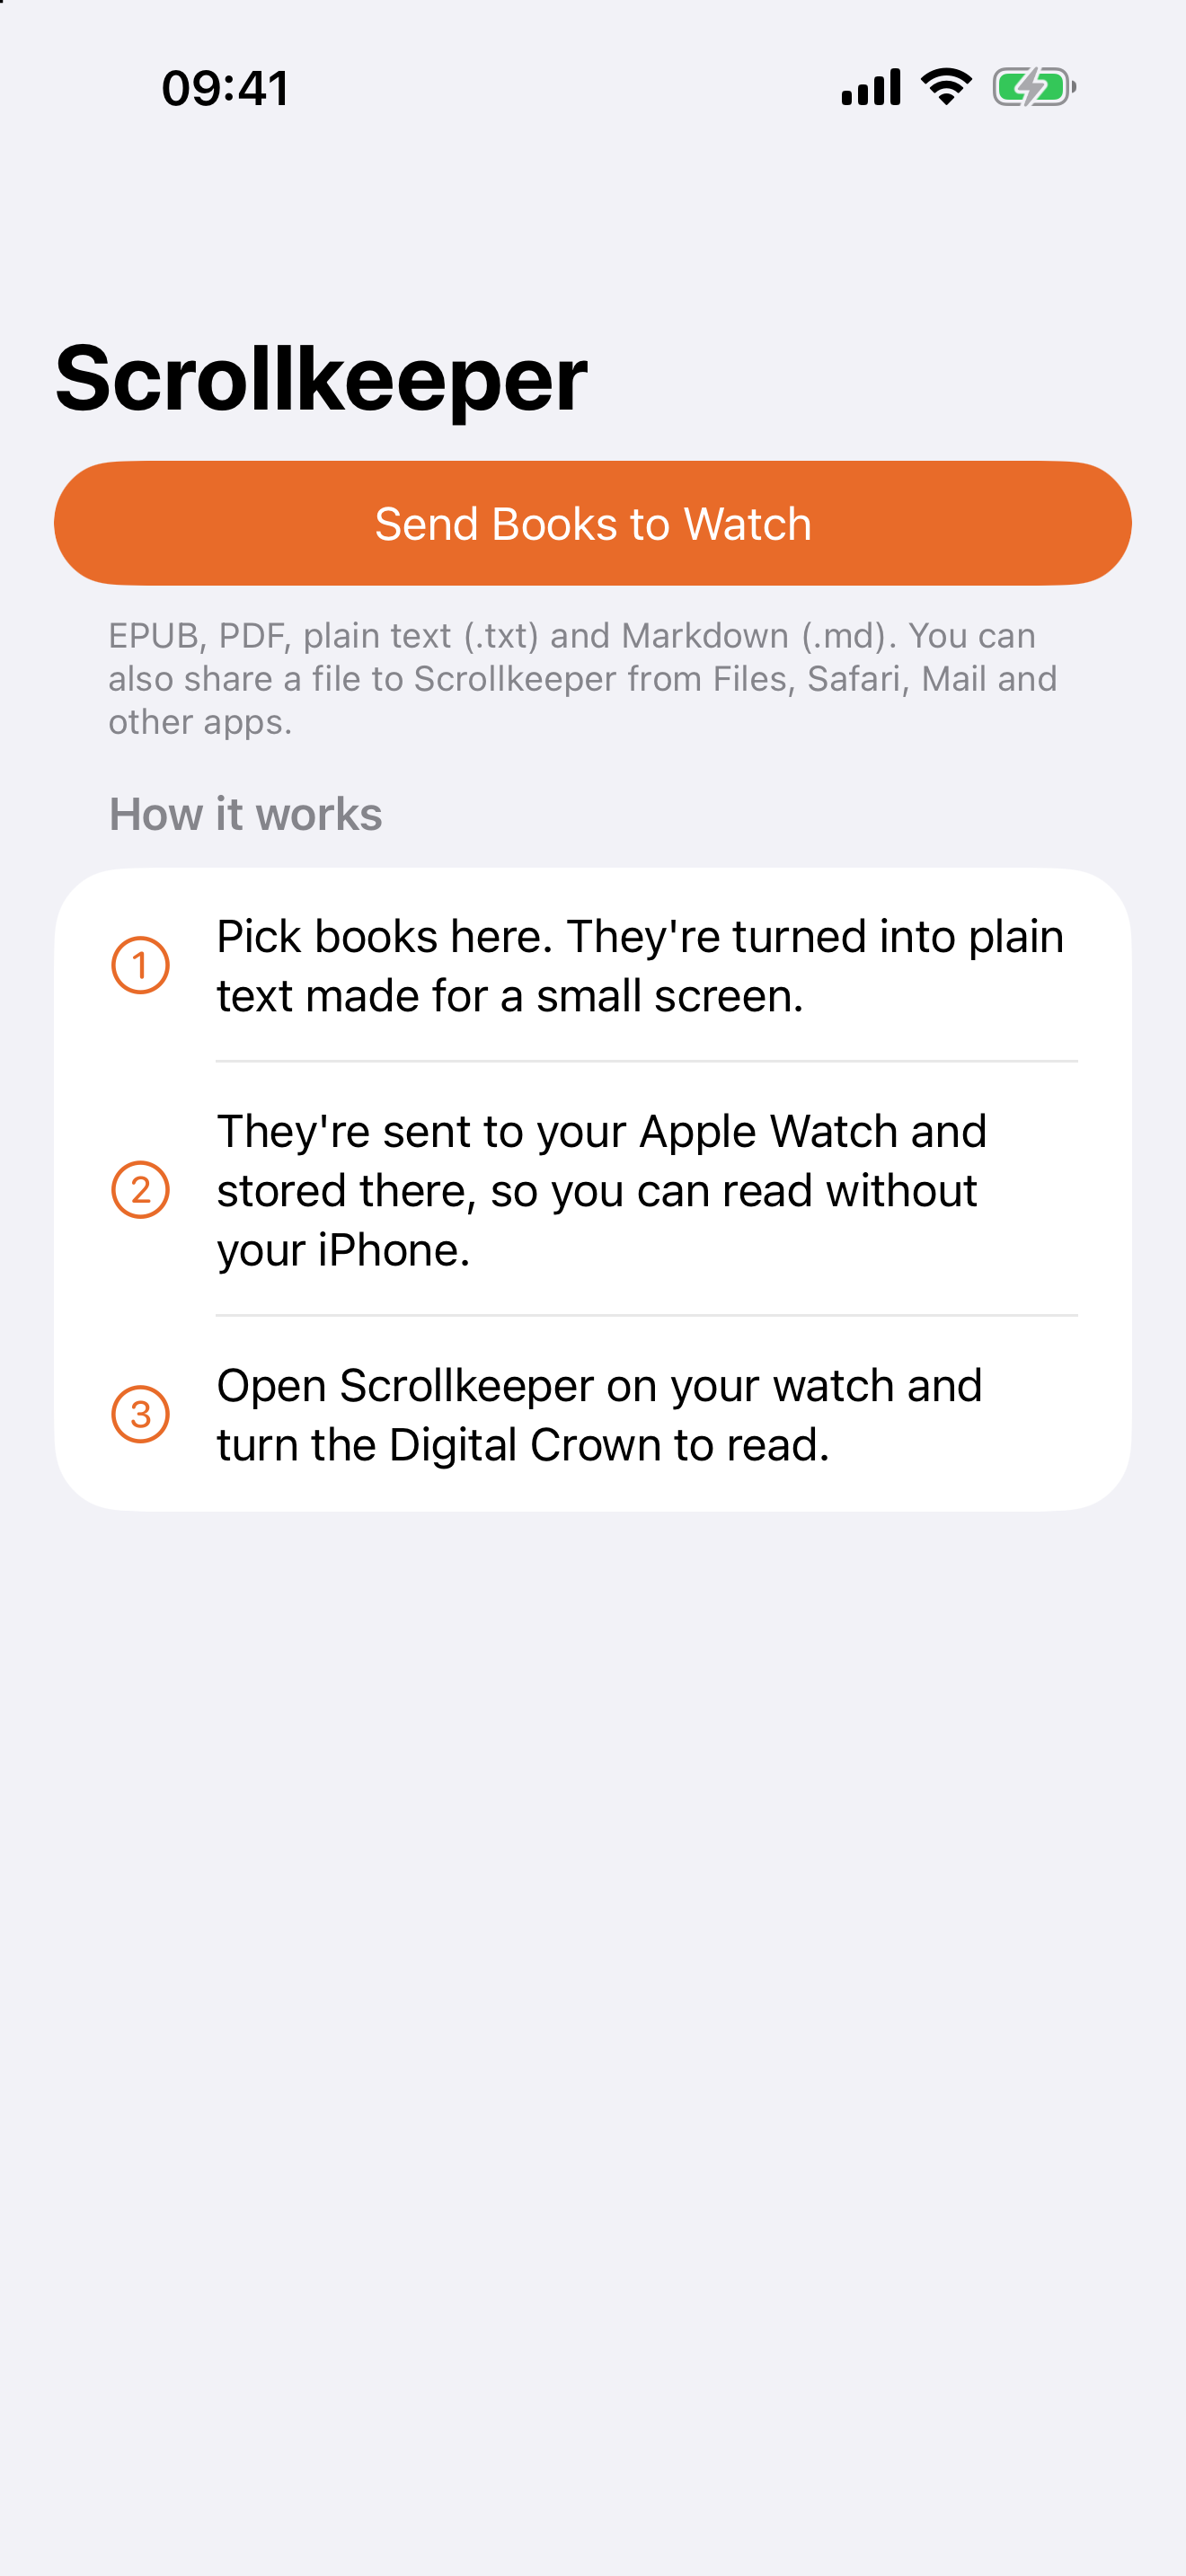 09:41
Scrollkeeper
Send Books to Watch
EPUB, PDF, plain text (.txt) and Markdown (.md). You can
also share a file to Scrollkeeper from Files, Safari, Mail and
other apps.
How it works
1
Pick books here. They're turned into plain
text made for a small screen.
2
They're sent to your Apple Watch and
stored there, so you can read without
your iPhone.
3
Open Scrollkeeper on your watch and
turn the Digital Crown to read.